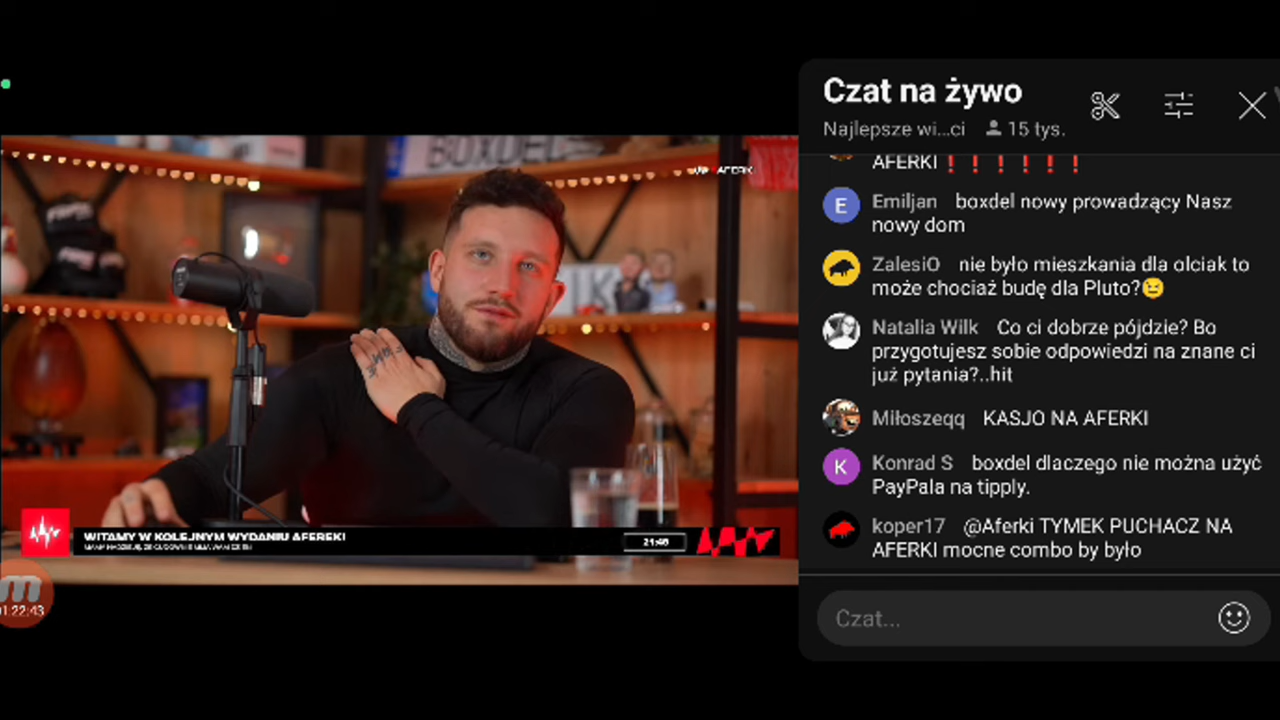 Czat na żywo
Najlepsze wi...ci 15 tys.
AFERKI ❗❗❗❗❗❗
E Emiljan boxdel nowy prowadzący Nasz
nowy dom
ZalesiO nie było mieszkania dla olciak to
może chociaż budę dla Pluto?😉
Natalia Wilk Co ci dobrze pójdzie? Bo
przygotujesz sobie odpowiedzi na znane ci
już pytania?..hit
Miłoszeqq KASJO NA AFERKI
K Konrad S boxdel dlaczego nie można użyć
PayPala na tipply.
koper17 @Aferki TYMEK PUCHACZ NA
AFERKI mocne combo by było
Czat...
BOXDEL
WITAMY W KOLEJNYM WYDANIU AFEREK!
21:48
01:22:43